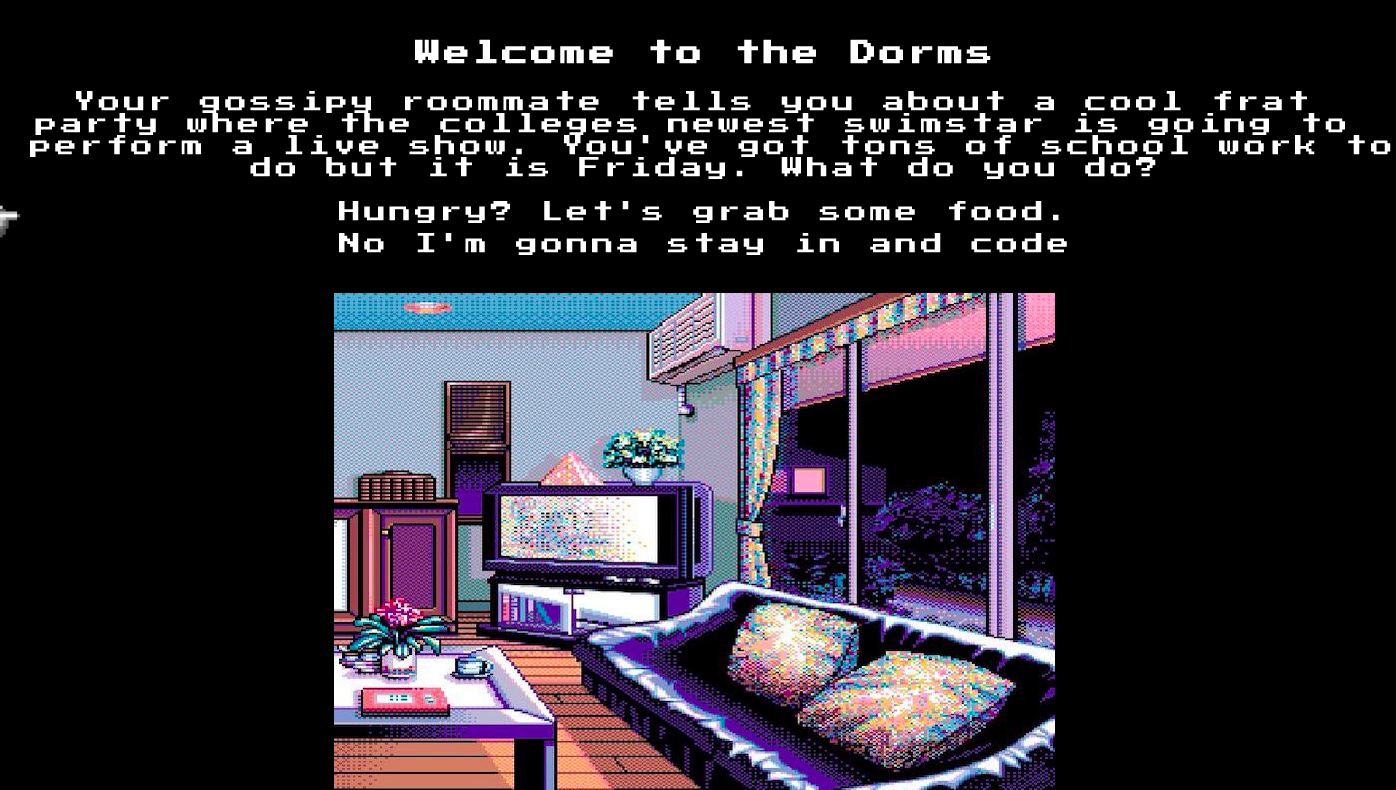 Welcome to the Dorms
Your gossipy roommate tells you about a cool frat
party where the colleges newest swimstar is going to
perform a live show. You've got tons of school work to
do but it is Friday. What do you do?
Hungry? Let's grab some food.
No I'm gonna stay in and code